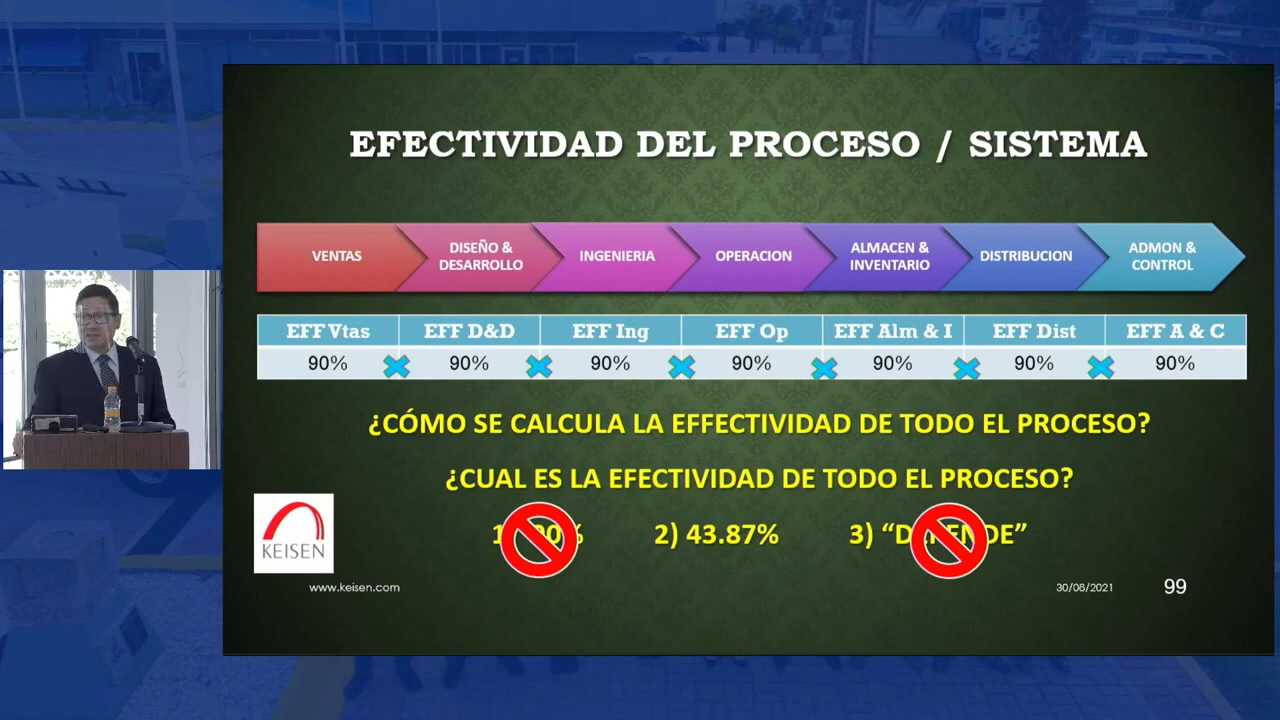 EFECTIVIDAD DEL PROCESO / SISTEMA
VENTAS
DISEÑO &
DESARROLLO
INGENIERIA
OPERACION
ALMACEN &
INVENTARIO
DISTRIBUCION
ADMON &
CONTROL
EFF Vtas EFF D&D EFF Ing EFF Op EFF Alm & I EFF Dist EFF A & C
90% 90% 90% 90% 90% 90% 90%
¿CÓMO SE CALCULA LA EFFECTIVIDAD DE TODO EL PROCESO?
¿CUAL ES LA EFECTIVIDAD DE TODO EL PROCESO?
2) 43.87% 3)
KEISEN
www.keisen.com 30/08/2021 99